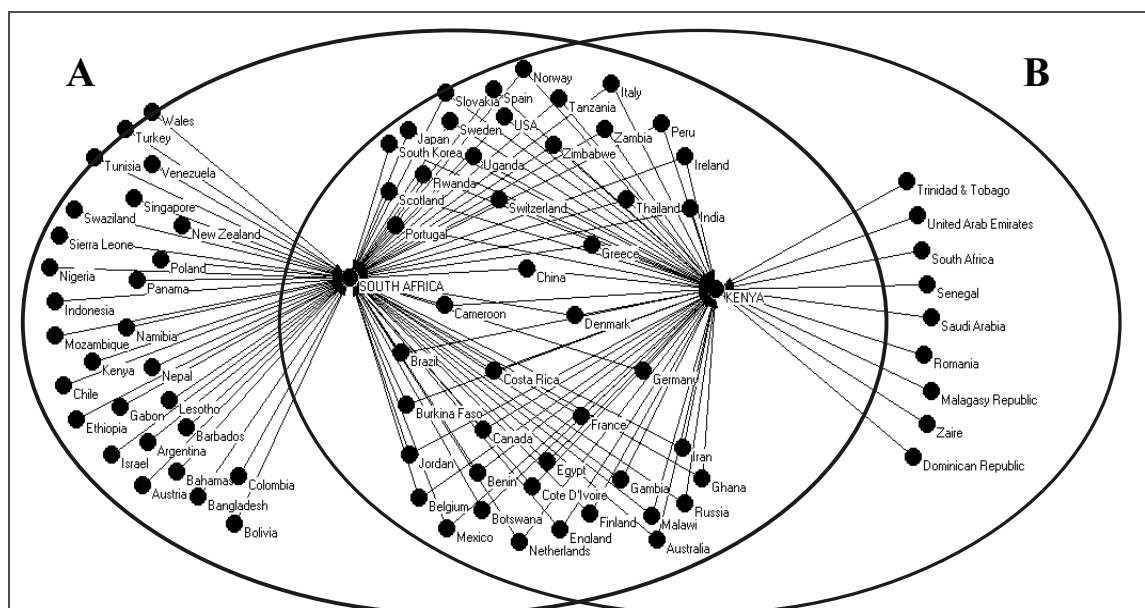 A
B
Wales
Turkey
Tunisia
Venezuela
Singapore
Swaziland
New Zealand
Sierra Leone
Poland
Nigeria
Panama
Indonesia
Namibia
Mozambique
Kenya
Nepal
Chile
Lesotho
Gabon
Ethiopia
Barbados
Argentina
Israel
Bahamas
Colombia
Austria
Bangladesh
Bolivia
Norway
Italy
Spain
Slovakia
Tanzania
USA
Sweden
Japan
Zambia
Peru
South Korea
Zimbabwe
Uganda
Ireland
Rwanda
Scotland
Switzerland
Thailand
India
Portugal
Greece
China
SOUTH AFRICA
KENYA
Cameroon
Denmark
Brazil
Costa Rica
Germany
Burkina Faso
France
Canada
Iran
Jordan
Egypt
Benin
Gambia
Ghana
Cote D'Ivoire
Belgium
Russia
Botswana
Finland
Malawi
Mexico
England
Netherlands
Australia
Trinidad & Tobago
United Arab Emirates
South Africa
Senegal
Saudi Arabia
Romania
Malagasy Republic
Zaire
Dominican Republic